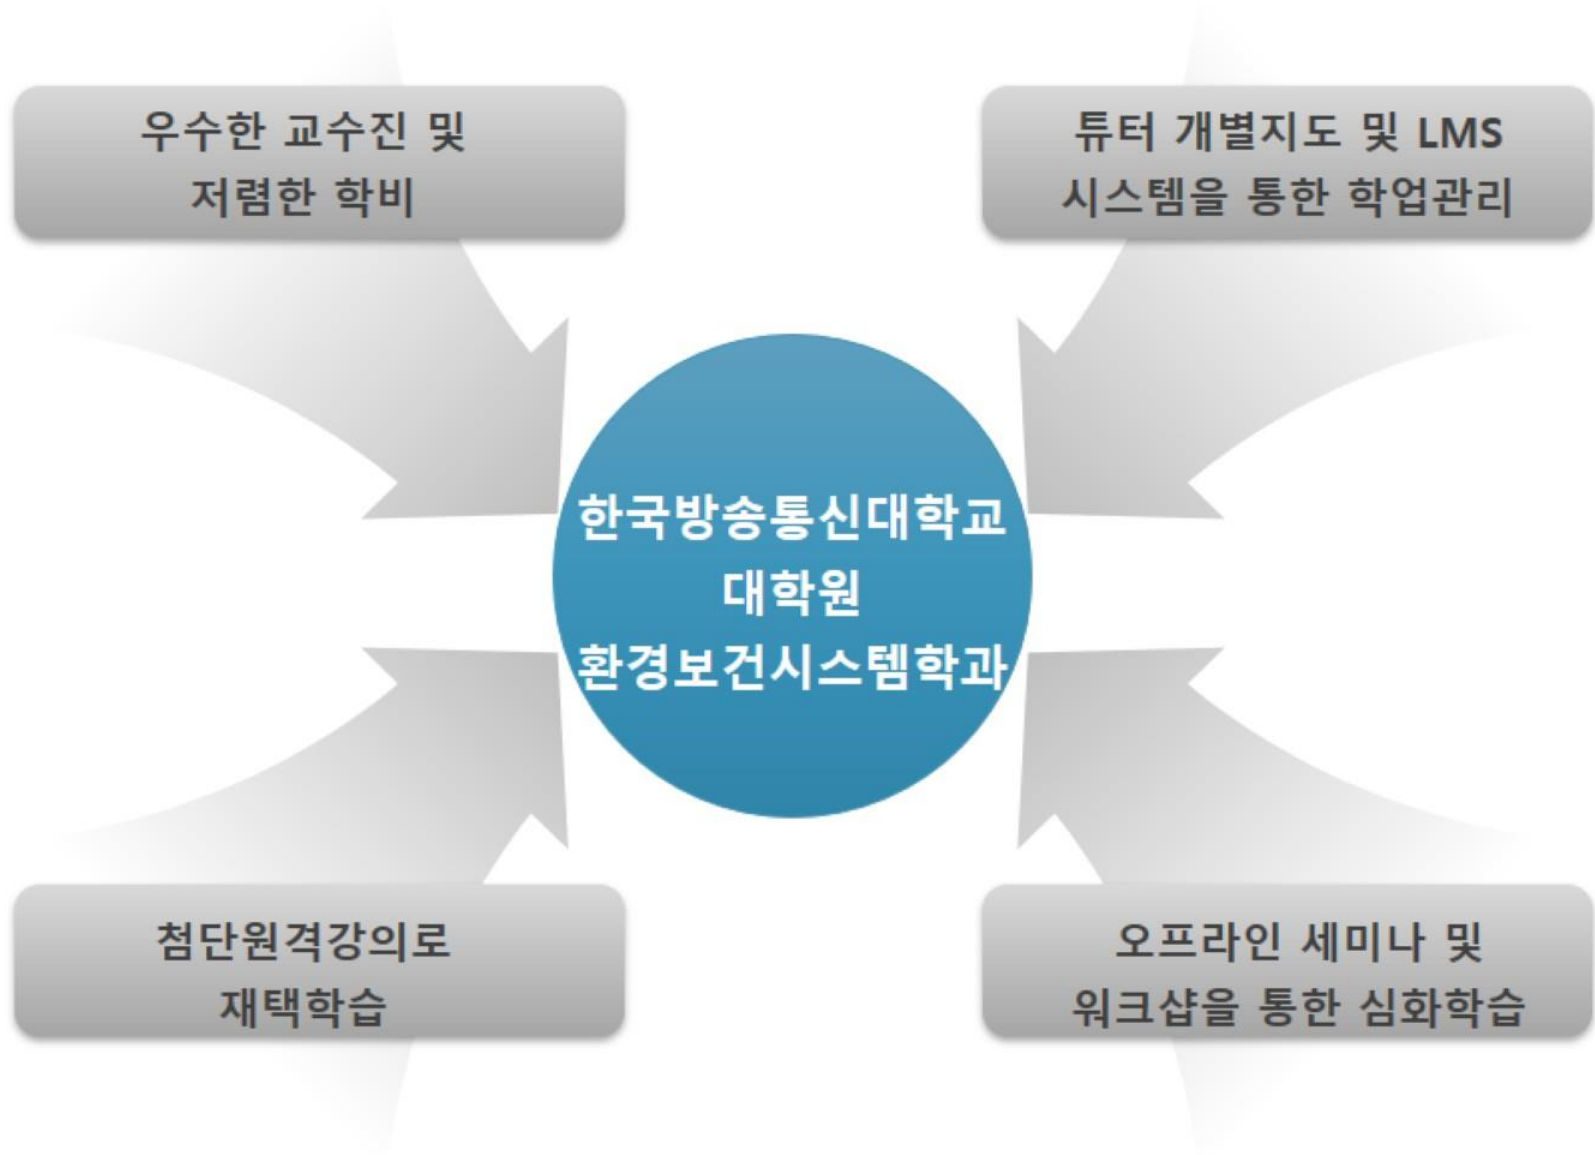 우수한 교수진 및
저렴한 학비
튜터 개별지도 및 LMS
시스템을 통한 학업관리
한국방송통신대학교
대학원
환경보건시스템학과
첨단원격강의로
재택학습
오프라인 세미나 및
워크샵을 통한 심화학습